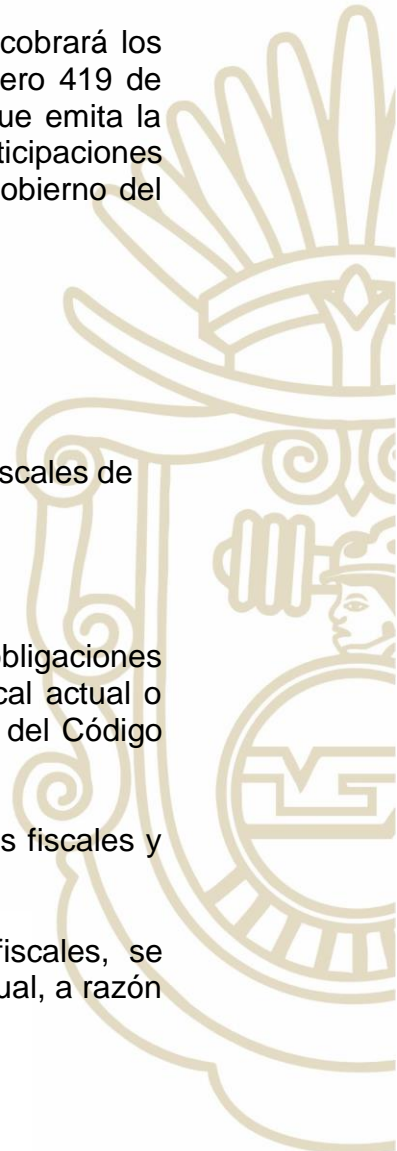 cobrará los
ero 419 de
ue emita la
ticipaciones
obierno del
scales de
obligaciones
cal actual o
del Código
s fiscales y
fiscales, se
ual, a razón